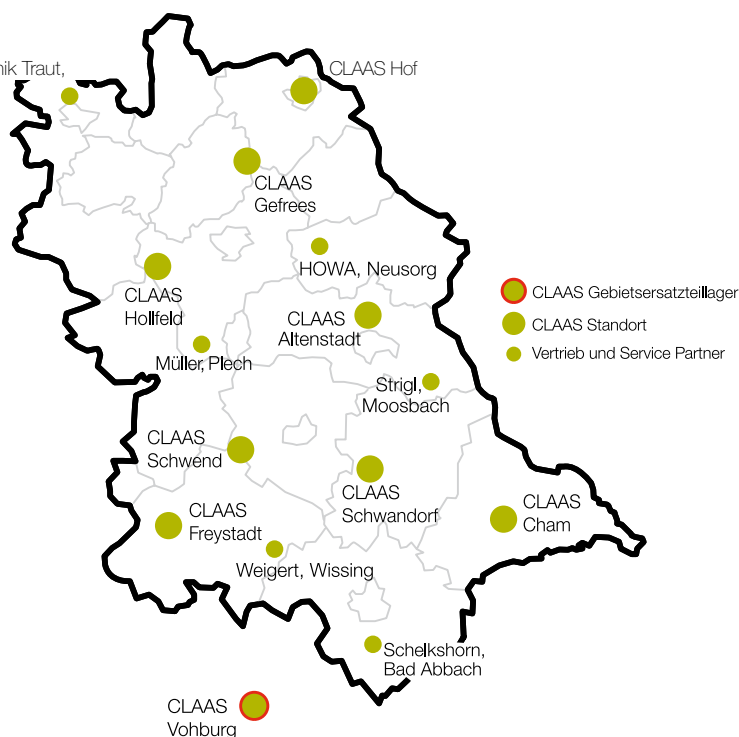 Traut,
CLAAS Hof
CLAAS
Gefrees
HOWA, Neusorg
CLAAS
Hollfeld
CLAAS
Altenstadt
CLAAS Gebietsersatzteillager
CLAAS Standort
Vertrieb und Service Partner
Müller, Plech
Strigl,
Moosbach
CLAAS
Schwend
CLAAS
Schwandorf
CLAAS
Freystadt
CLAAS
Cham
Weigert, Wissing
Schelkshorn,
Bad Abbach
CLAAS
Vohburg